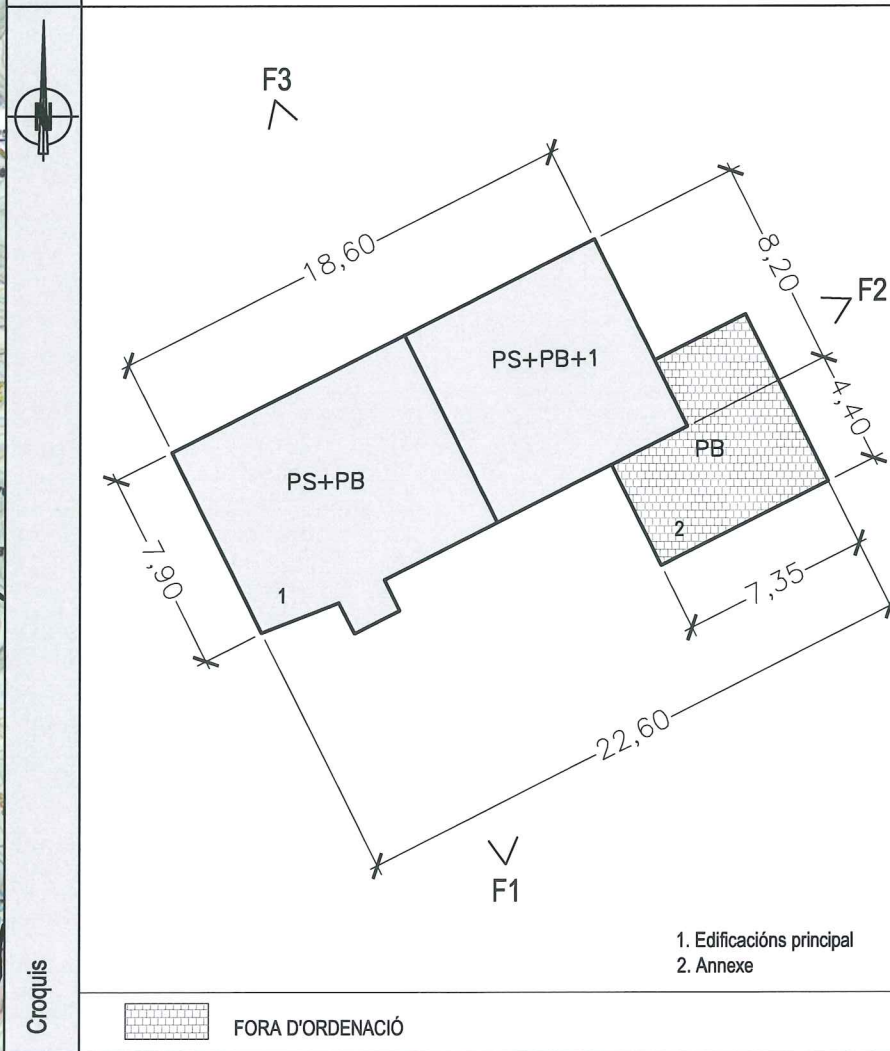 N
F3
18,60
8,20
F2
PS+PB+1
4,40
PB
PS+PB
2
7,90
1
7,35
22,60
F1
1. Edificacións principal
2. Annexe
Croquis
FORA D'ORDENACIÓ